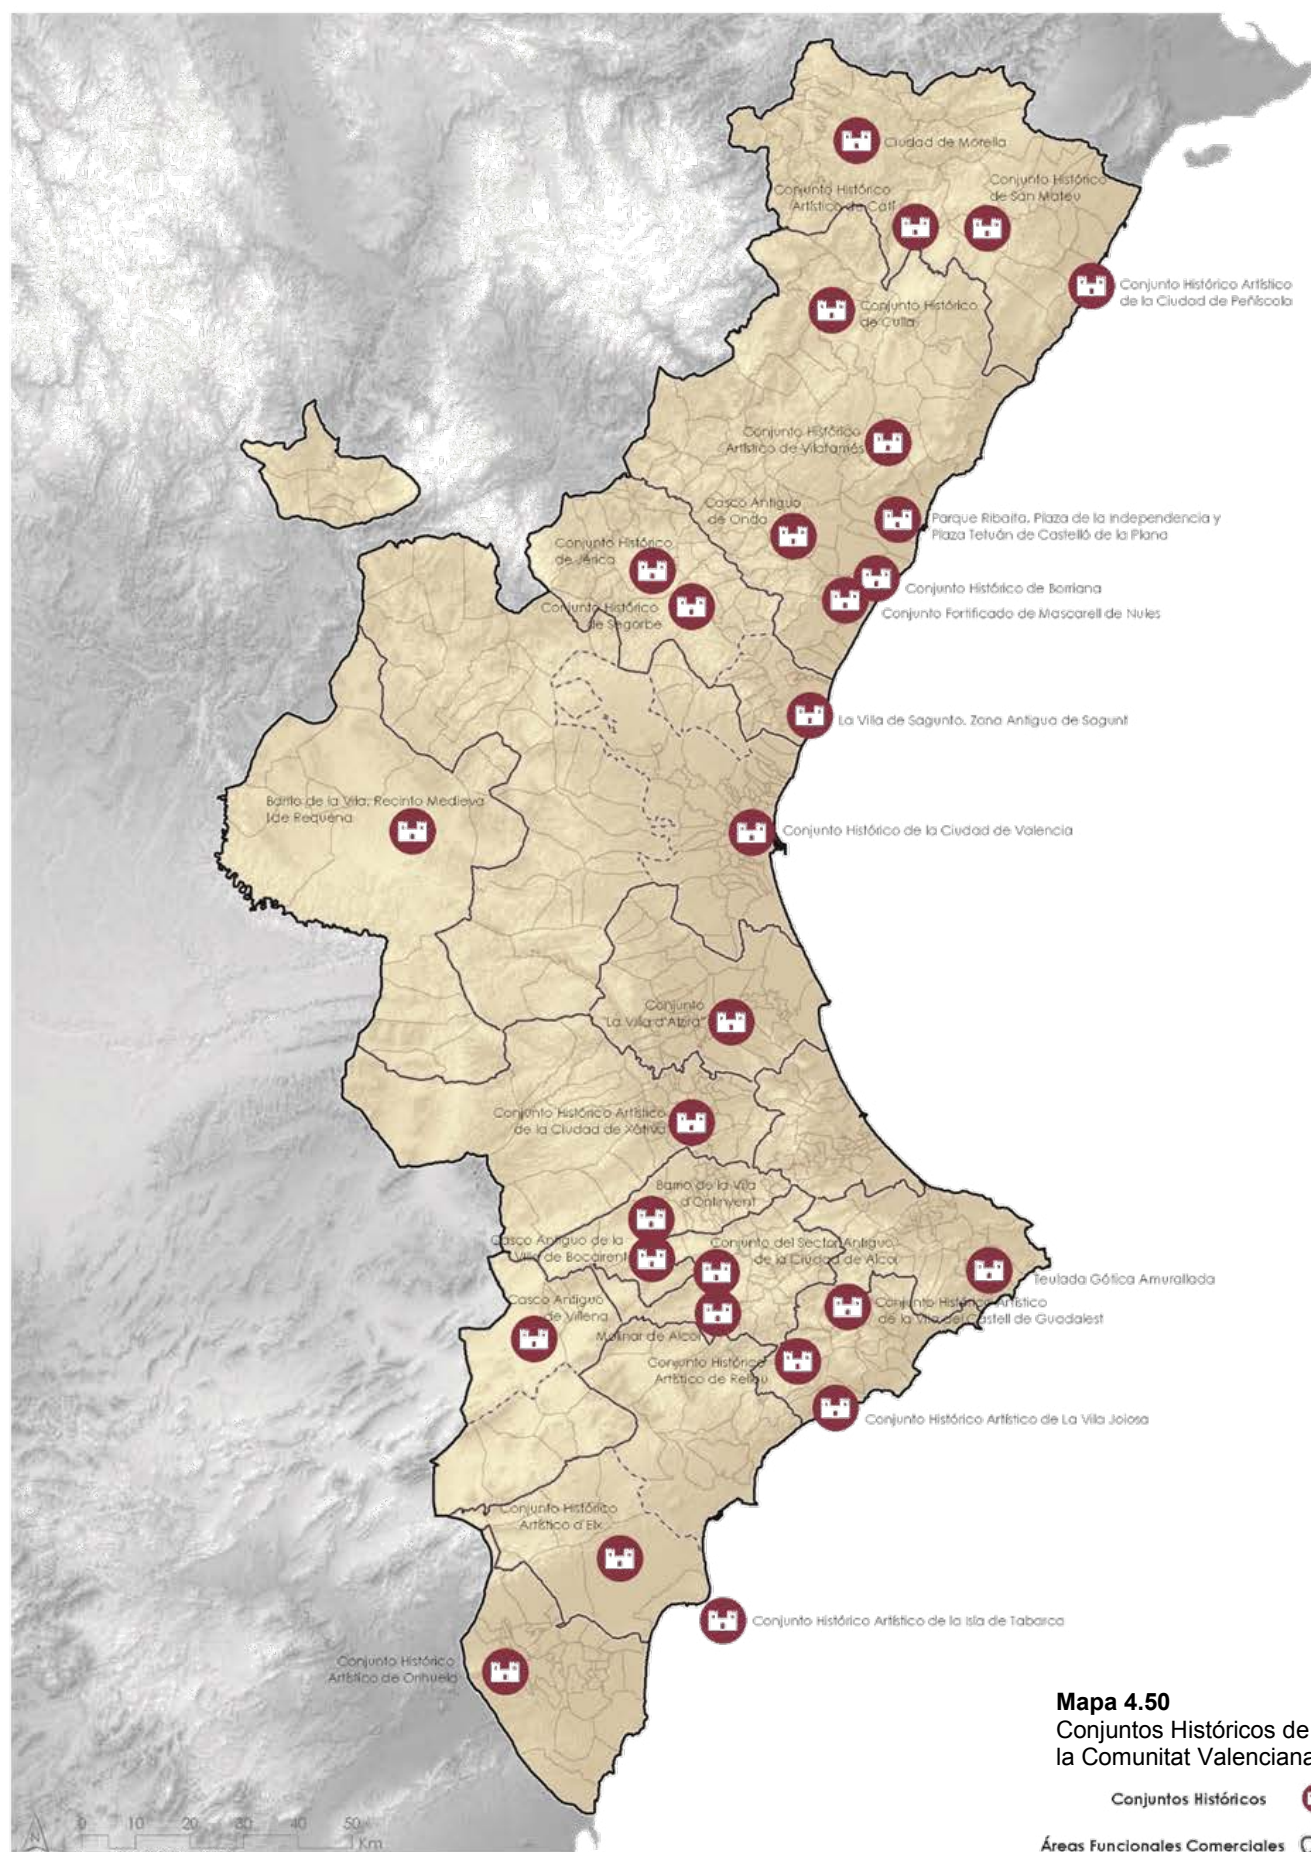 Ciudad de Morella
Conjunto Histórico
Artístico de Catí
Conjunto Histórico
de San Mateu
Conjunto Histórico Artístico
de la Ciudad de Peñíscola
Conjunto Histórico
de Culla
Conjunto Histórico
Artístico de Vilafamés
Casco Antiguo
de Onda
Parque Ribalta, Plaza de la Independencia y
Plaza Tetuán de Castelló de la Plana
Conjunto Histórico
de Jérica
Conjunto Histórico de Borriana
Conjunto Histórico
de Segorbe
Conjunto Fortificado de Mascarell de Nules
La Villa de Sagunto. Zona Antigua de Sagunt
Barrio de la Vila, Recinto Medieva
l de Requena
Conjunto Histórico de la Ciudad de Valencia
Conjunto
"La Villa d'Alzira"
Conjunto Histórico Artístico
de la Ciudad de Xàtiva
Barrio de la Vila
d'Ontinyent
Casco Antiguo de la
Villa de Bocairent
Conjunto del Sector Antiguo
de la Ciudad de Alcoi
Teulada Gótica Amurallada
Casco Antiguo
de Villena
Molinar de Alcoi
Conjunto Histórico Artístico
de la Vila del Castell de Guadalest
Conjunto Histórico
Artístico de Relleu
Conjunto Histórico Artístico de La Vila Joiosa
Conjunto Histórico
Artístico d'Elx
Conjunto Histórico Artístico de la Isla de Tabarca
Conjunto Histórico
Artístico de Orihuela
Mapa 4.50
Conjuntos Históricos de
la Comunitat Valenciana
Conjuntos Históricos
Áreas Funcionales Comerciales
N
0 10 20 30 40 50
Km